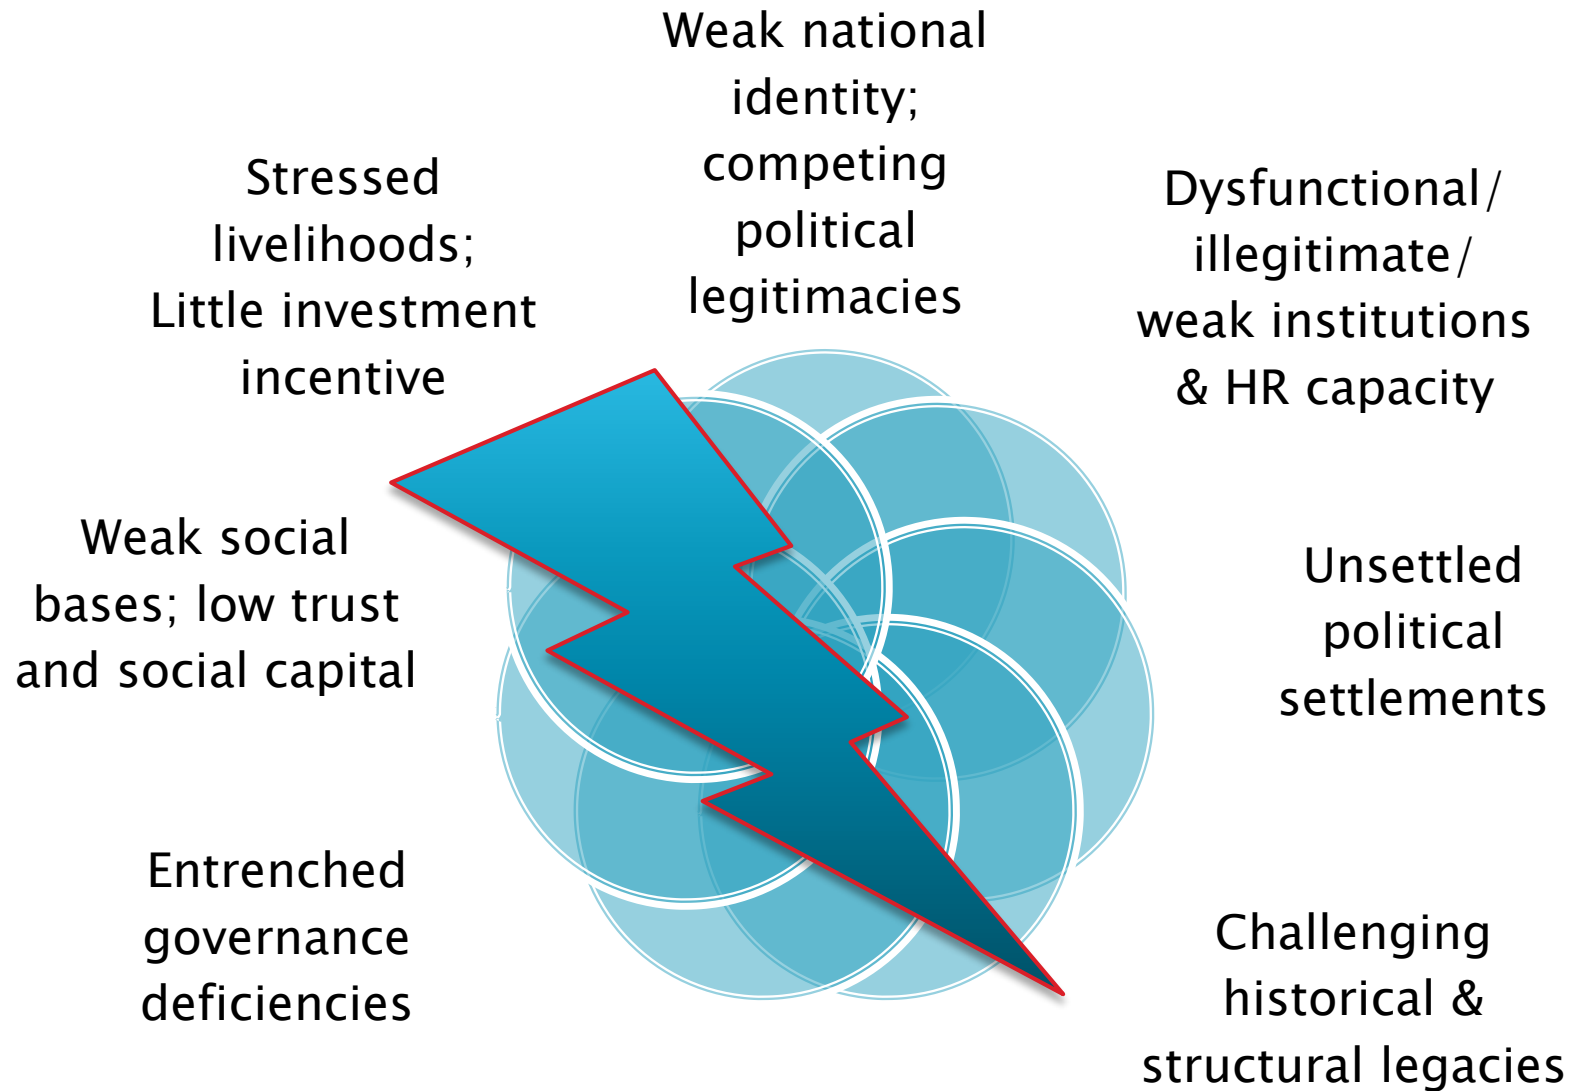 Weak national
identity;
competing
political
legitimacies
Dysfunctional/
illegitimate/
weak institutions
& HR capacity
Unsettled
political
settlements
Challenging
historical &
structural legacies
Entrenched
governance
deficiencies
Weak social
bases; low trust
and social capital
Stressed
livelihoods;
Little investment
incentive